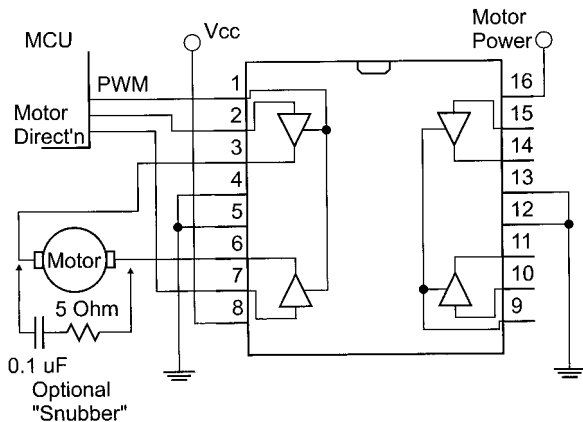 MCU
Vcc
Motor
Power
PWM
Motor
Direct'n
1
2
3
4
5
6
7
8
16
15
14
13
12
11
10
9
Motor
5 Ohm
0.1 uF
Optional
"Snubber"